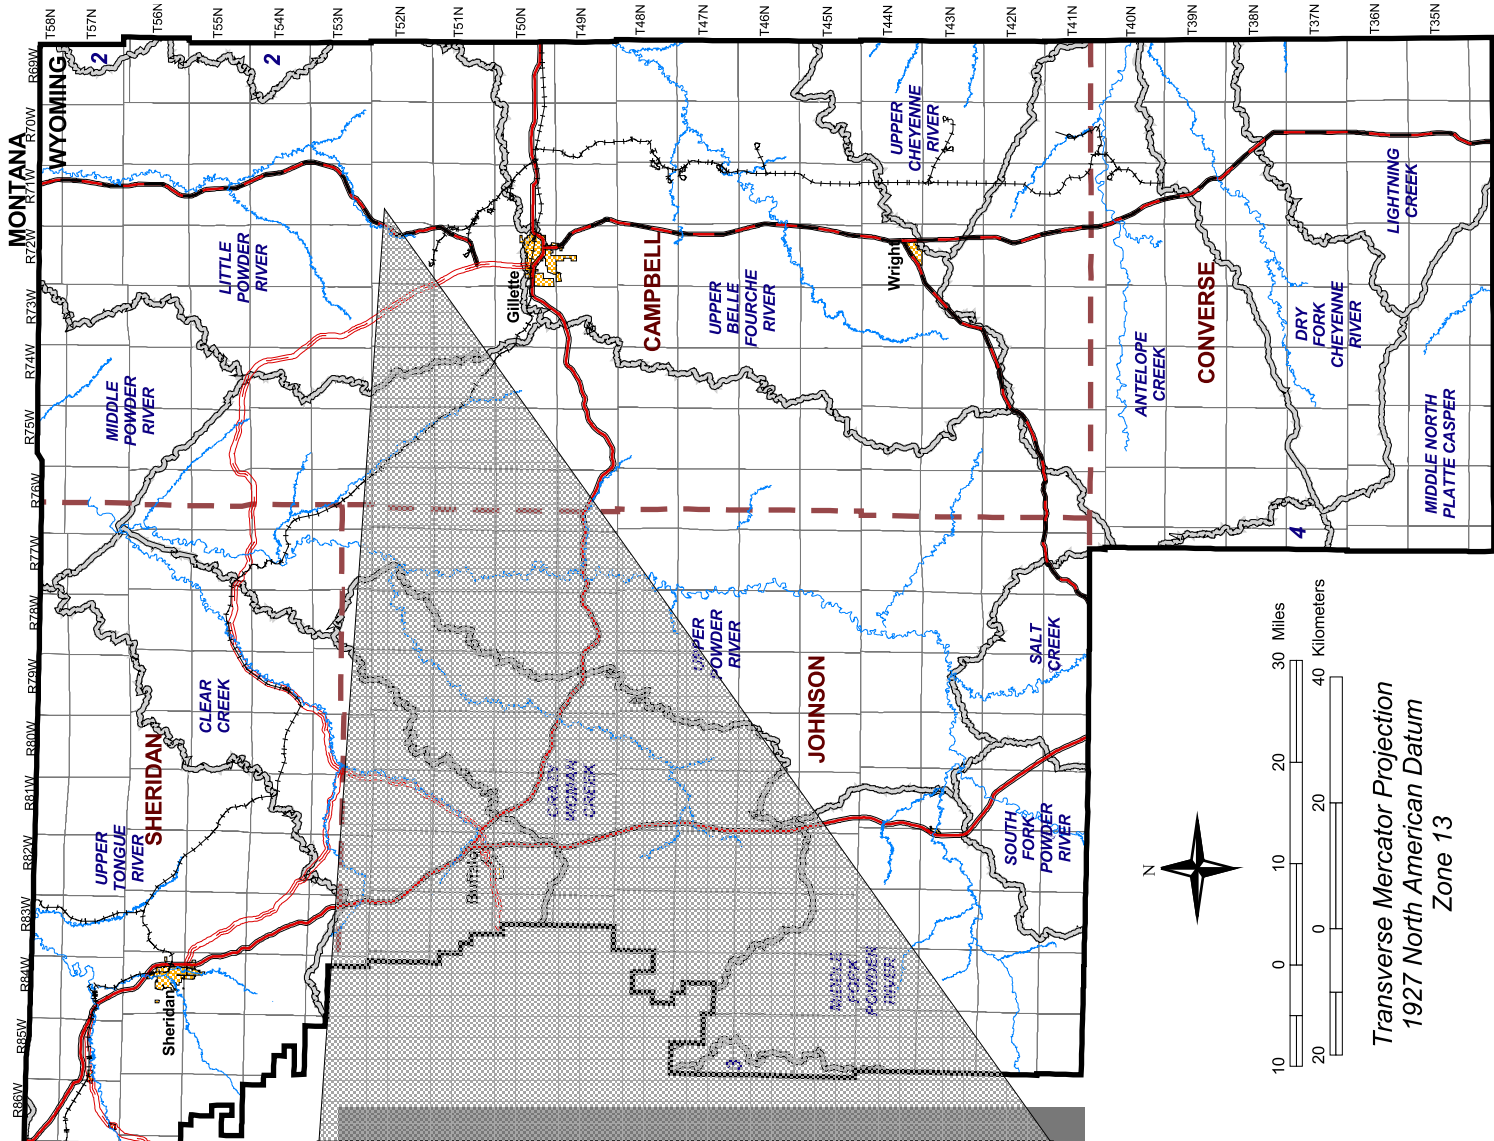 MONTANA
WYOMING
R69W
R70W
R71W
R72W
R73W
R74W
R75W
R76W
R77W
R78W
R79W
R80W
R81W
R82W
R83W
R84W
R85W
R86W
T58N
T57N
T56N
T55N
T54N
T53N
T52N
T51N
T50N
T49N
T48N
T47N
T46N
T45N
T44N
T43N
T42N
T41N
T40N
T39N
T38N
T37N
T36N
T35N
2
2
LITTLE
POWDER
RIVER
MIDDLE
POWDER
RIVER
CLEAR
CREEK
SHERIDAN
UPPER
TONGUE
RIVER
Sheridan
Gillette
CAMPBELL
UPPER
BELLE
FOURCHE
RIVER
UPPER
CHEYENNE
RIVER
Wright
ANTELOPE
CREEK
CONVERSE
LIGHTNING
CREEK
DRY
FORK
CHEYENNE
RIVER
MIDDLE NORTH
PLATTE CASPER
4
UPPER
POWDER
RIVER
JOHNSON
SALT
CREEK
CRAZY
WOMAN
CREEK
Buffalo
SOUTH
FORK
POWDER
RIVER
MIDDLE
FORK
POWDER
RIVER
3
N
10 0 10 20 30 Miles
20 0 20 40 Kilometers
Transverse Mercator Projection
1927 North American Datum
Zone 13